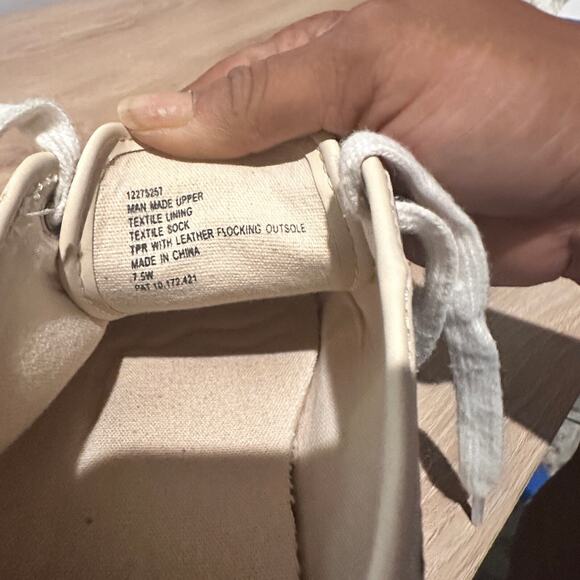 12275257
MAN MADE UPPER
TEXTILE LINING
TEXTILE SOCK
TPR WITH LEATHER FLOCKING OUTSOLE
MADE IN CHINA
7.5W
PAT 10.172.421